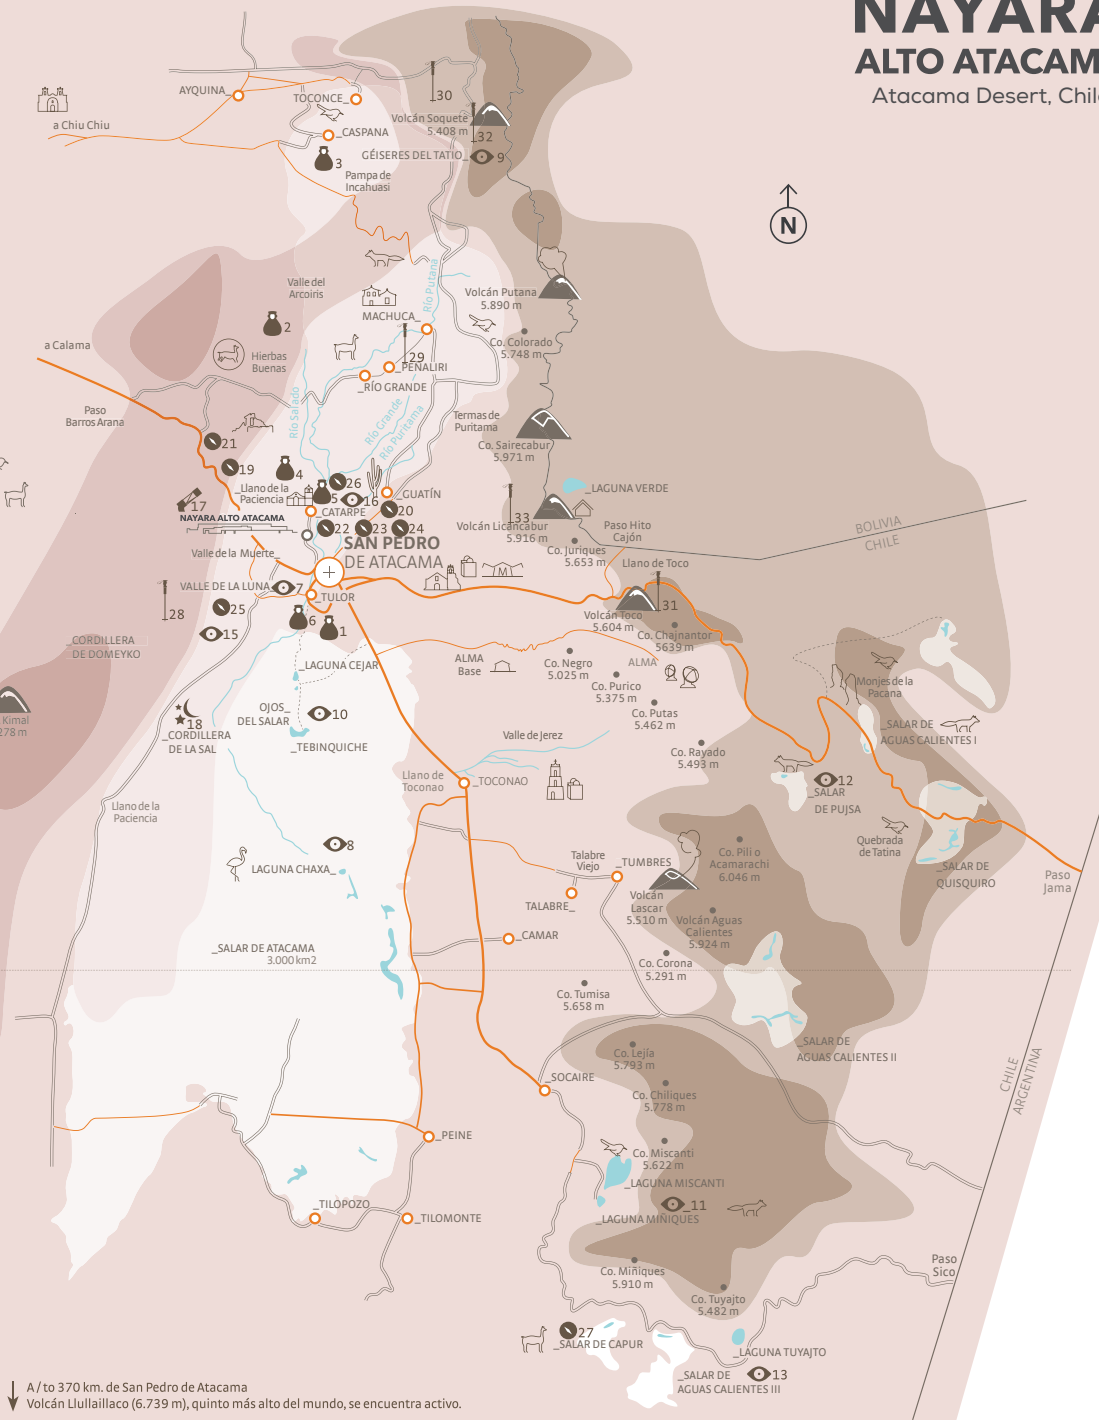 NAYARA
ALTO ATACAM
Atacama Desert, Chile
N
AYQUINA_
TOCONCE_
30
a Chiu Chiu
_CASPANA
Volcán Soquete
5.408 m
32
GÉISERES DEL TATIO_
9
3
Pampa de
Incahuasi
Valle del
Arcoiris
Río Putana
Volcán Putana
5.890 m
2
MACHUCA_
a Calama
Hierbas
Buenas
29
_PEÑALIRI
_RÍO GRANDE
Co. Colorado
5.748 m
Paso
Barros Arana
Río Salado
Río Grande
Río Puritama
Termas de
Puritama
Co. Sairecabur
5.971 m
21
19
4
26
_Llano de la
Paciencia
5
16
_GUATÍN
_LAGUNA VERDE
17
_CATARPE
20
33
NAYARA ALTO ATACAMA
22
23
24
Volcán Licancabur
5.916 m
Paso Hito
Cajón
BOLIVIA
CHILE
SAN PEDRO
DE ATACAMA
Valle de la Muerte_
Co. Juriques
5.653 m
Llano de Toco
M
VALLE DE LA LUNA_
7
_TULOR
28
25
31
Volcán Toco
5.604 m
6
1
15
Co. Chajnantor
5639 m
_CORDILLERA
DE DOMEYKO
_LAGUNA CEJAR
ALMA
Base
Co. Negro
5.025 m
ALMA
Co. Purico
5.375 m
Monjes de la
Pacana
Kimal
278 m
18
OJOS_
DEL SALAR
10
Co. Putas
5.462 m
_CORDILLERA
DE LA SAL
_TEBINQUICHE
Valle de Jerez
Co. Rayado
5.493 m
_SALAR DE
AGUAS CALIENTES I
Llano de
Toconao
_TOCONAO
12
_SALAR
DE PUJSA
Llano de la
Paciencia
8
Quebrada
de Tatina
LAGUNA CHAXA_
Talabre
Viejo
_TUMBRES
Co. Pili o
Acamarachi
6.046 m
_SALAR DE
QUISQUIRO
Paso
Jama
TALABRE_
Volcán
Lascar
5.510 m
Volcán Aguas
Calientes
5.924 m
_CAMAR
_SALAR DE ATACAMA
3.000 km2
Co. Corona
5.291 m
Co. Tumisa
5.658 m
_SALAR DE
AGUAS CALIENTES II
Co. Lejía
5.793 m
CHILE
ARGENTINA
_SOCAIRE
Co. Chiliques
5.778 m
_PEINE
Co. Miscanti
5.622 m
_LAGUNA MISCANTI
11
_TILOPOZO
_TILOMONTE
_LAGUNA MIÑIQUES
Co. Miñiques
5.910 m
Paso
Sico
Co. Tuyajto
5.482 m
27
_SALAR DE CAPUR
_LAGUNA TUYAJTO
_SALAR DE
AGUAS CALIENTES III
13
A / to 370 km. de San Pedro de Atacama
Volcán Llullaillaco (6.739 m), quinto más alto del mundo, se encuentra activo.